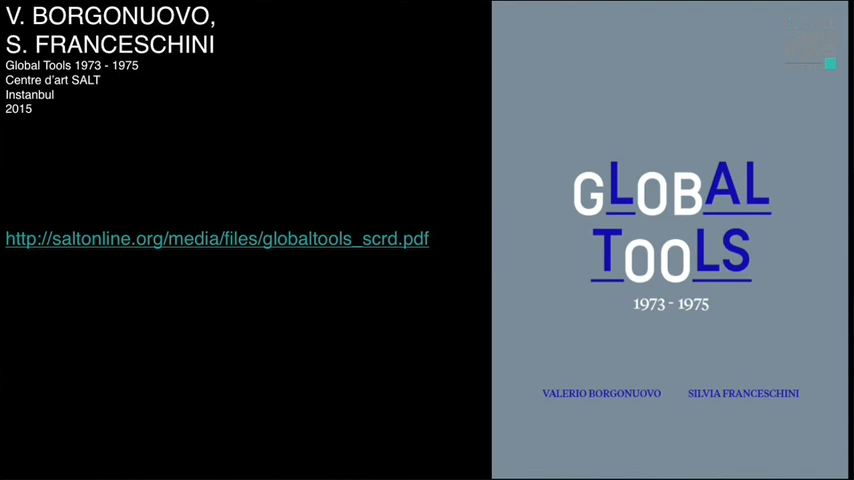 V. BORGONUOVO,
S. FRANCESCHINI
Global Tools 1973 - 1975
Centre d'art SALT
Instanbul
2015
http://saltonline.org/media/files/globaltools_scrd.pdf
GLOBAL
TOOLS
1973 - 1975
VALERIO BORGONUOVO SILVIA FRANCESCHINI